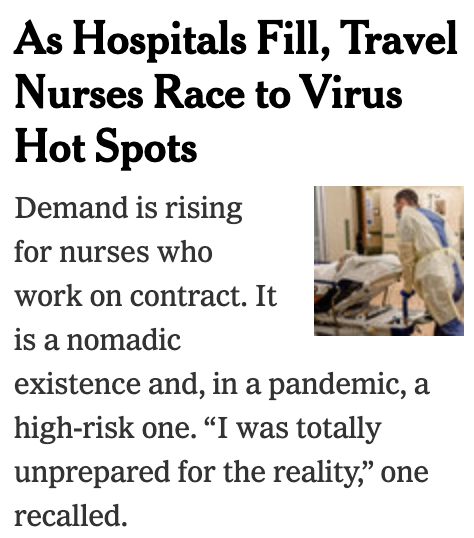 As Hospitals Fill, Travel
Nurses Race to Virus
Hot Spots
Demand is rising
for nurses who
work on contract. It
is a nomadic
existence and, in a pandemic, a
high-risk one. “I was totally
unprepared for the reality,” one
recalled.